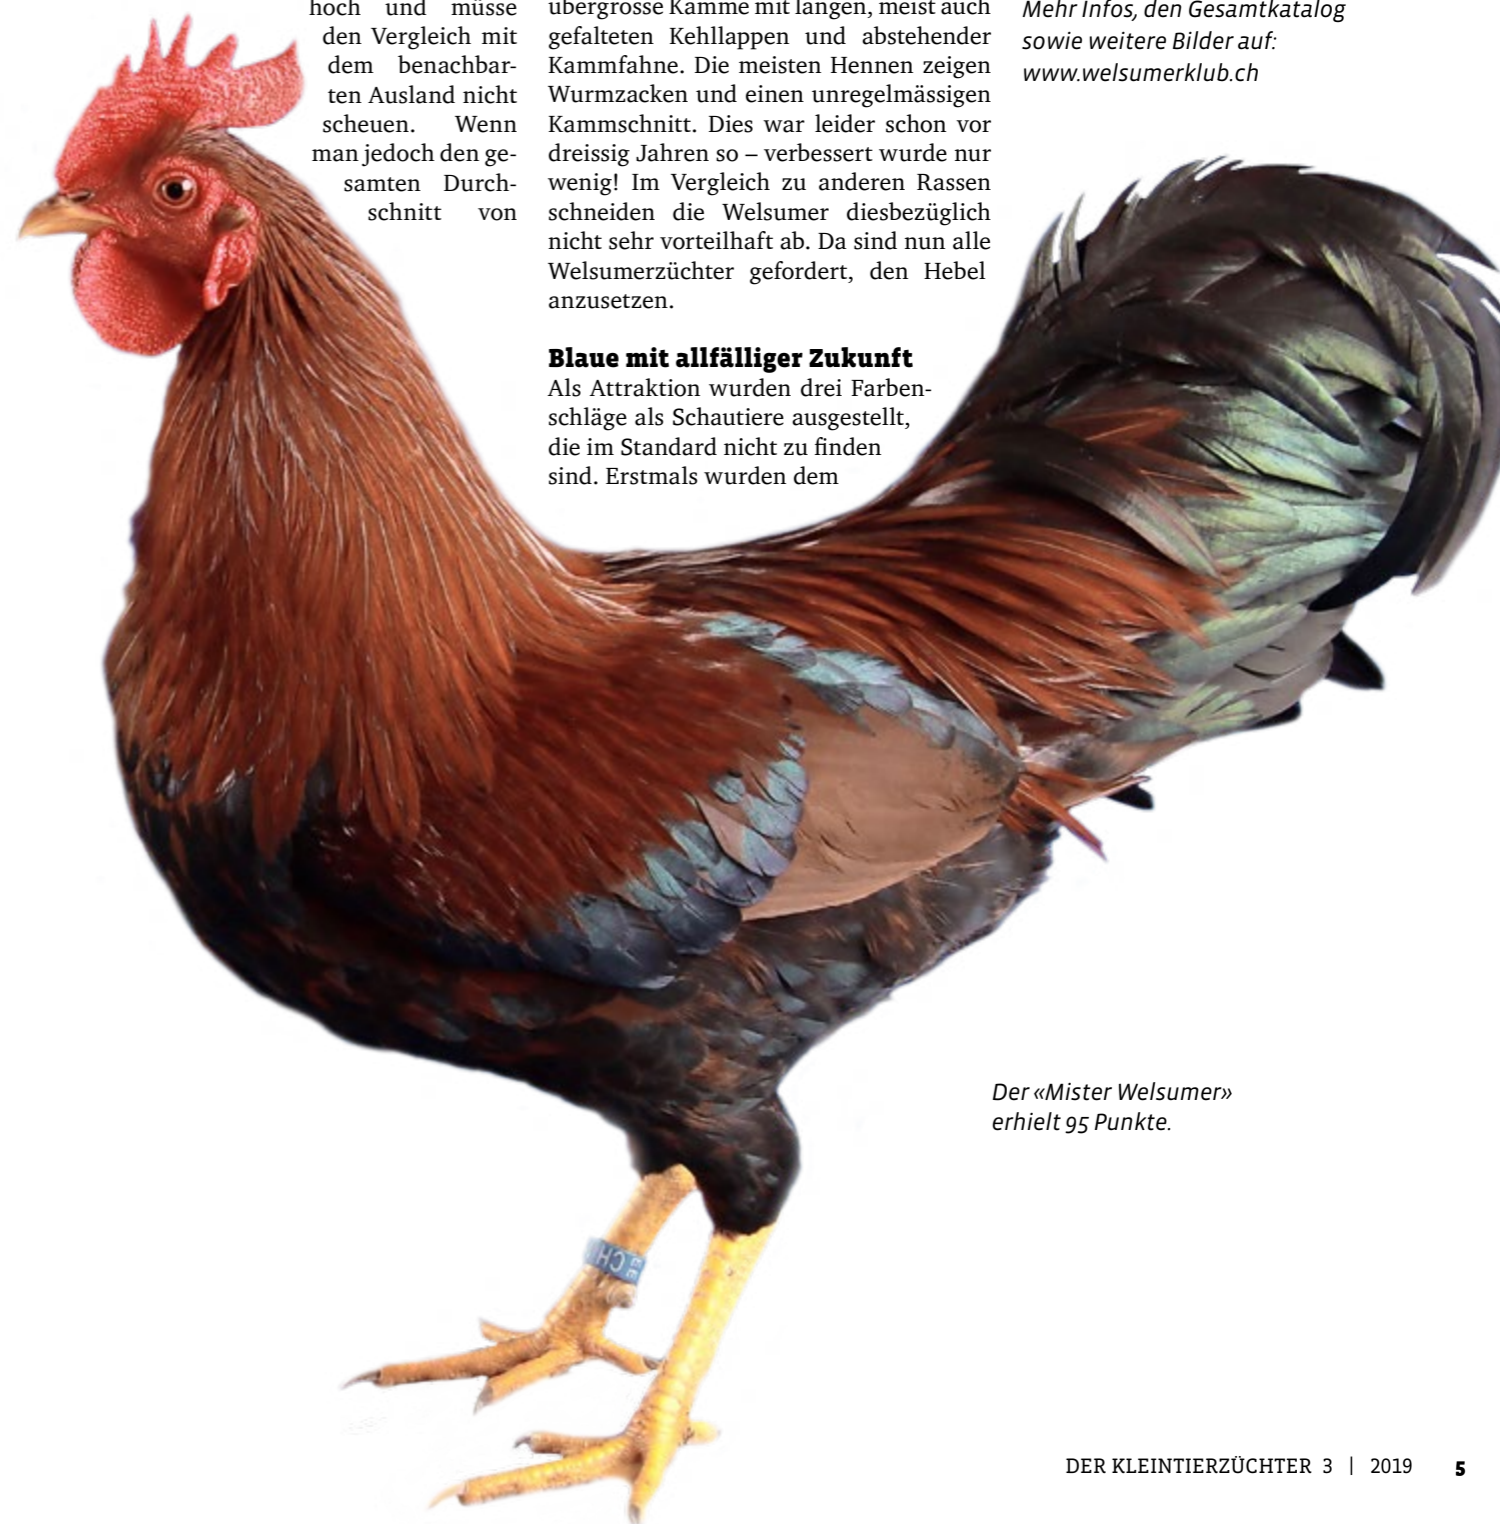 hoch und müsse
den Vergleich mit
dem benachbar-
ten Ausland nicht
scheuen. Wenn
man jedoch den ge-
samten Durch-
schnitt von
übergrosse Kämme mit langen, meist auch
gefalteten Kehllappen und abstehender
Kammfahne. Die meisten Hennen zeigen
Wurmzacken und einen unregelmässigen
Kammschnitt. Dies war leider schon vor
dreissig Jahren so – verbessert wurde nur
wenig! Im Vergleich zu anderen Rassen
schneiden die Welsumer diesbezüglich
nicht sehr vorteilhaft ab. Da sind nun alle
Welsumerzüchter gefordert, den Hebel
anzusetzen.
Blaue mit allfälliger Zukunft
Als Attraktion wurden drei Farben-
schläge als Schautiere ausgestellt,
die im Standard nicht zu finden
sind. Erstmals wurden dem
Mehr Infos, den Gesamtkatalog
sowie weitere Bilder auf:
www.welsumerklub.ch
Der «Mister Welsumer»
erhielt 95 Punkte.
CH
DER KLEINTIERZÜCHTER 3 | 2019 5